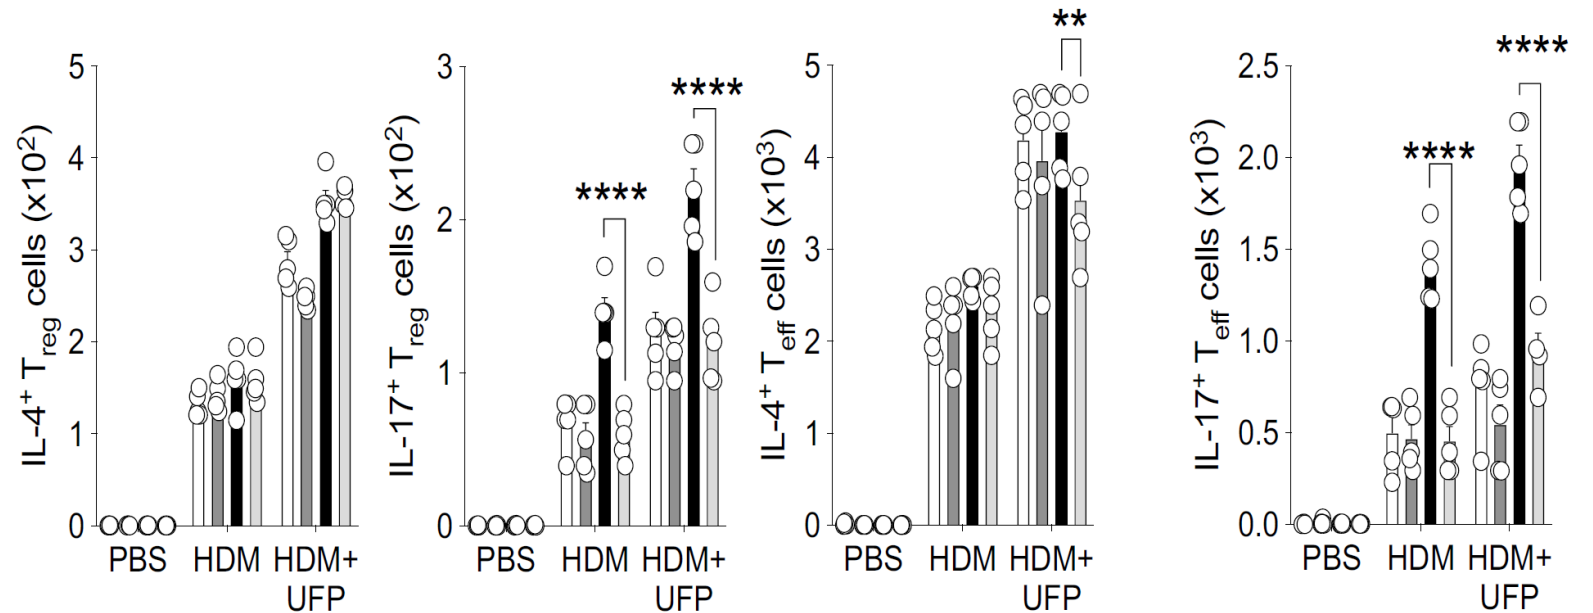 IL-4+ Treg cells (x10²)
5
4
3
2
1
0
PBS HDM HDM+
UFP
IL-17+ Treg cells (x10²)
3
2
1
0
****
****
PBS HDM HDM+
UFP
IL-4+ Teff cells (x10³)
5
4
3
2
1
0
**
PBS HDM HDM+
UFP
IL-17+ Teff cells (x10³)
2.5
2.0
1.5
1.0
0.5
0.0
****
****
PBS HDM HDM+
UFP